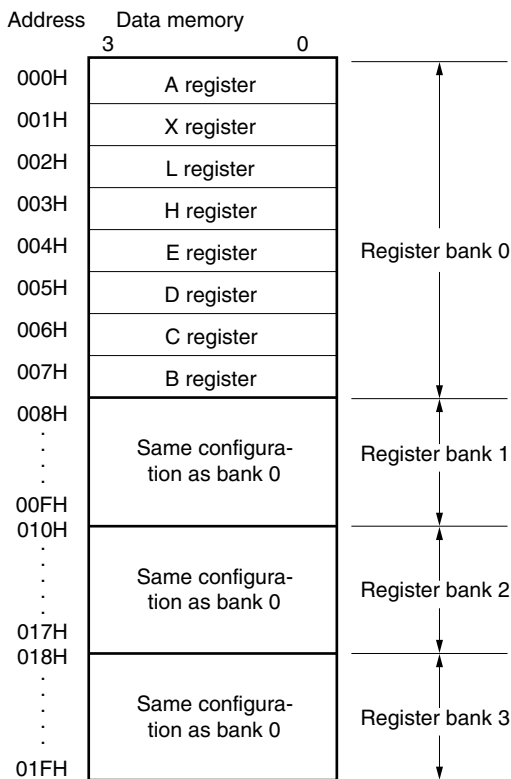 Address Data memory
3 0
000H A register
001H X register
002H L register
003H H register
004H E register
005H D register
006H C register
007H B register
Register bank 0
008H
Same configura-
tion as bank 0
00FH
Register bank 1
010H
Same configura-
tion as bank 0
017H
Register bank 2
018H
Same configura-
tion as bank 0
01FH
Register bank 3